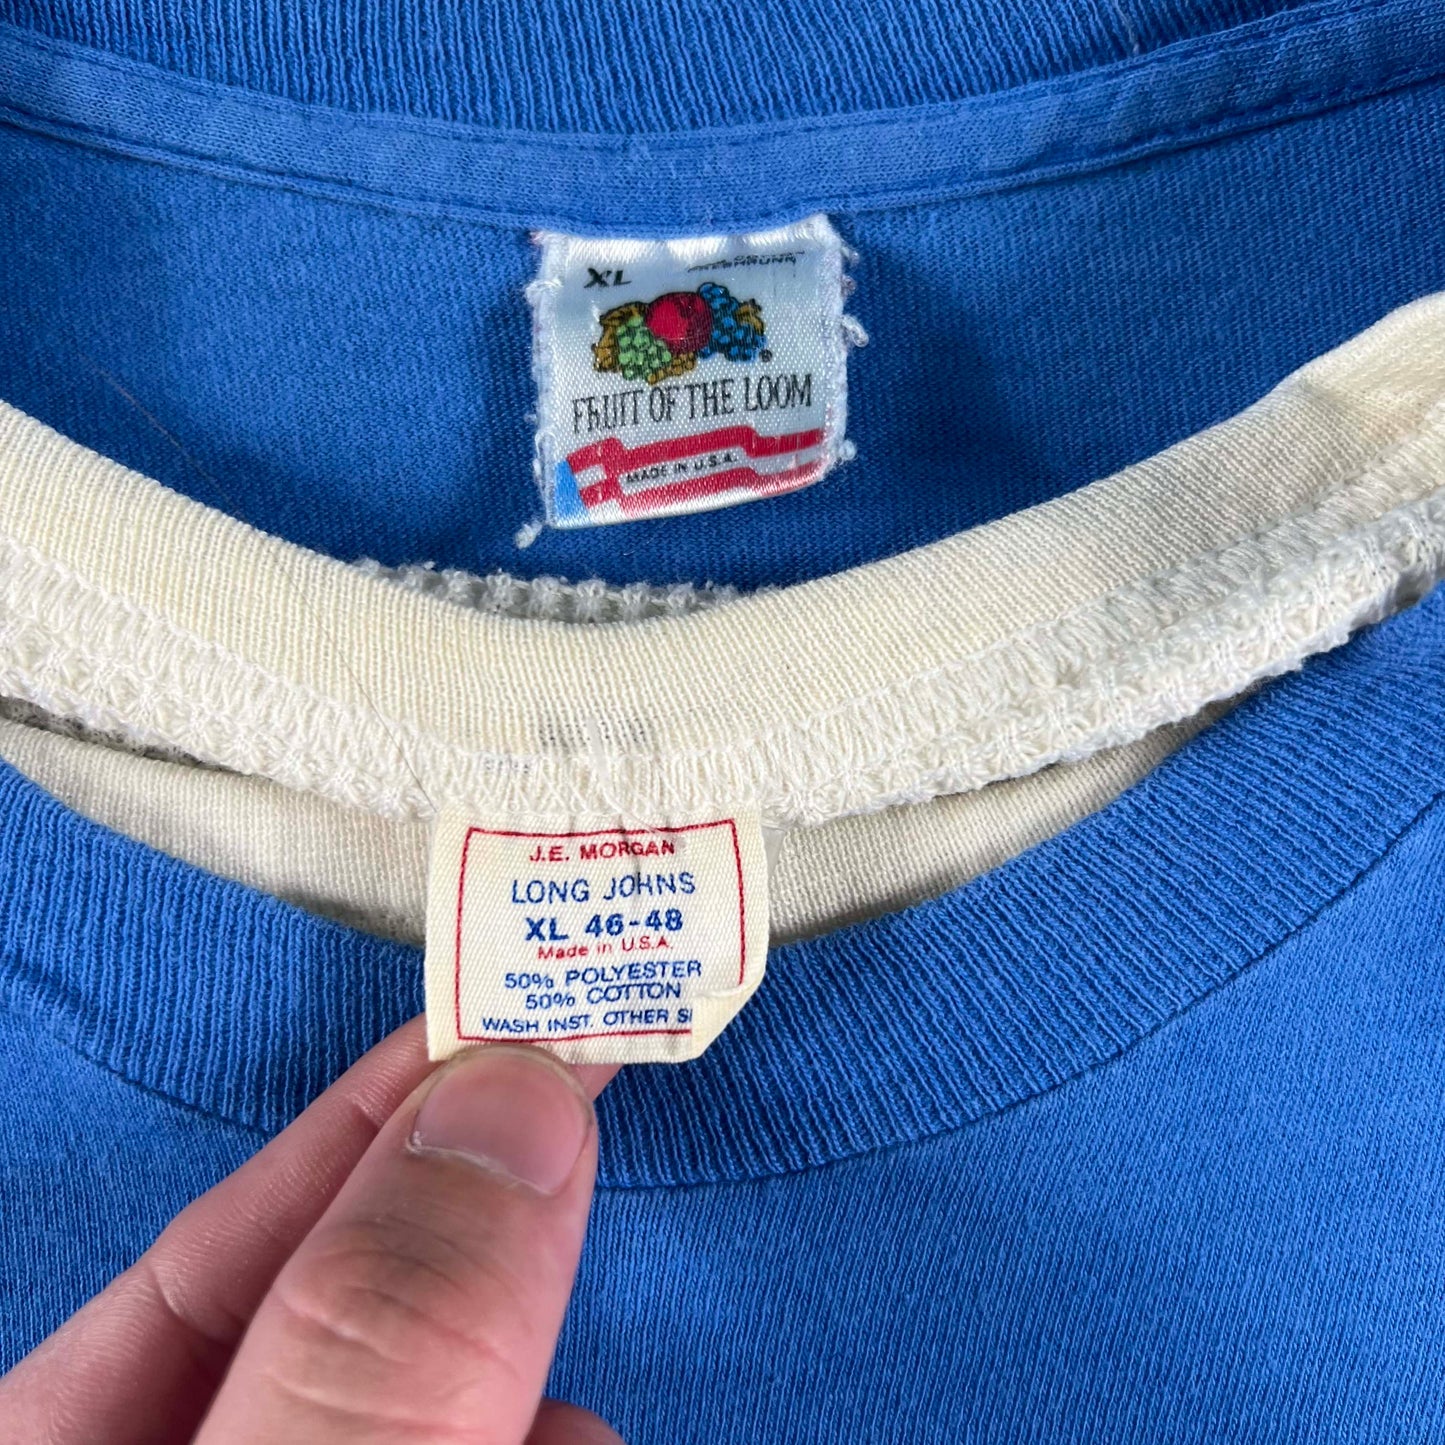 XL
PRESHRUNK
®
FRUIT OF THE LOOM
MADE IN U.S.A.
J.E. MORGAN
LONG JOHNS
XL 46-48
Made in U.S.A.
50% POLYESTER
50% COTTON
WASH INST. OTHER